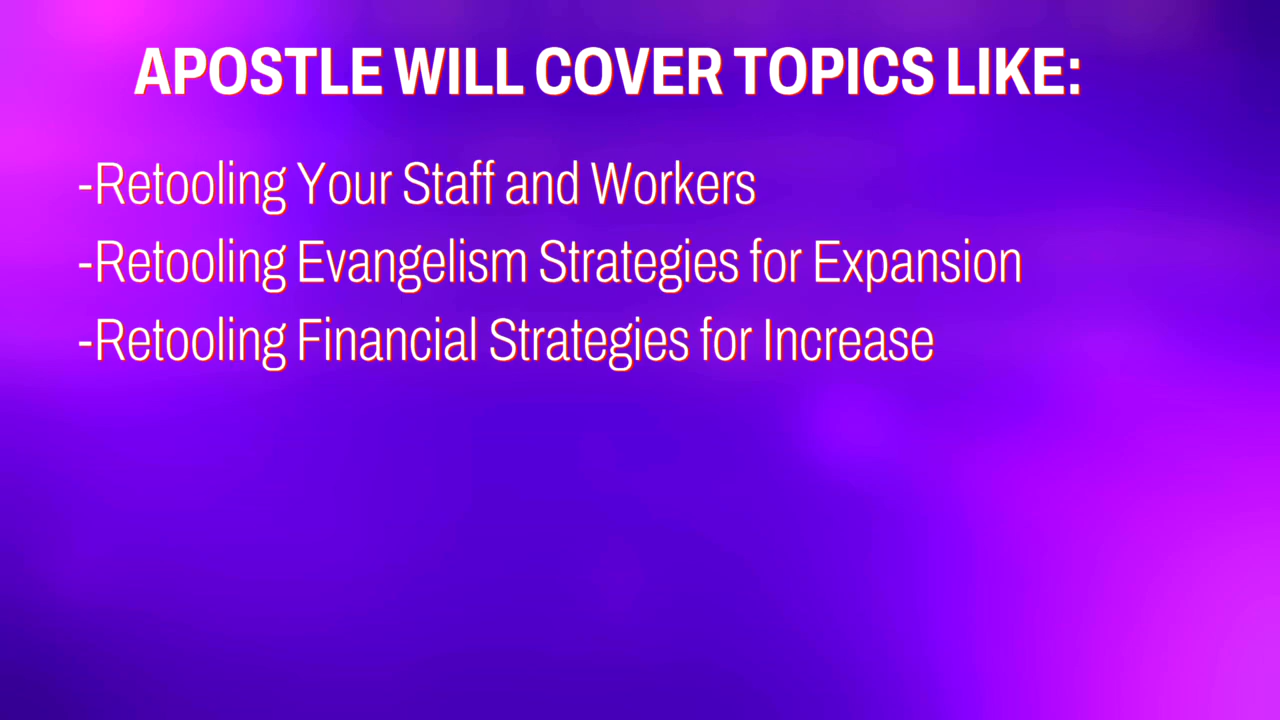 APOSTLE WILL COVER TOPICS LIKE:
-Retooling Your Staff and Workers
-Retooling Evangelism Strategies for Expansion
-Retooling Financial Strategies for Increase